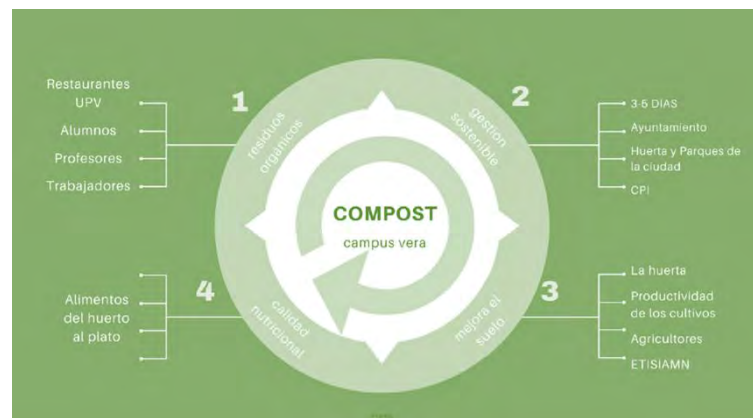 Restaurantes
UPV
Alumnos
Profesores
Trabajadores
1
residuos
orgánicos
2
gestión
sostenible
3-5 DIAS
Ayuntamiento
Huerta y Parques de
la ciudad
CPI
COMPOST
campus vera
4
calidad
nutricional
Alimentos
del huerto
al plato
3
mejora el
suelo
La huerta
Productividad
de los cultivos
Agricultores
ETISIAMN